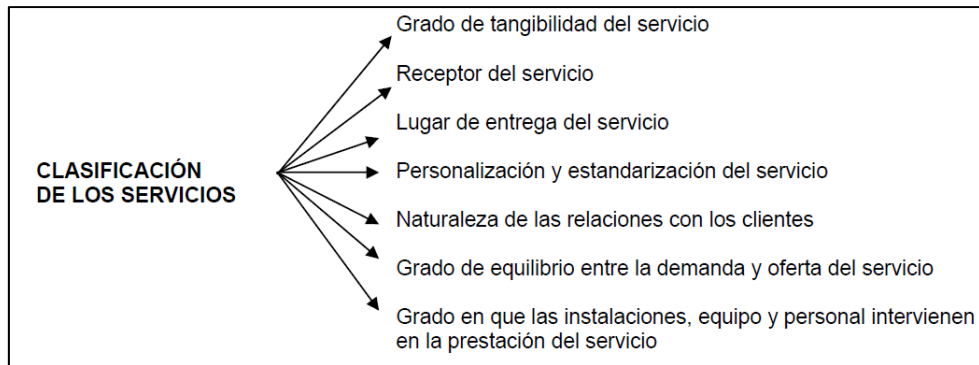 Grado de tangibilidad del servicio
Receptor del servicio
Lugar de entrega del servicio
CLASIFICACIÓN
DE LOS SERVICIOS
Personalización y estandarización del servicio
Naturaleza de las relaciones con los clientes
Grado de equilibrio entre la demanda y oferta del servicio
Grado en que las instalaciones, equipo y personal intervienen
en la prestación del servicio